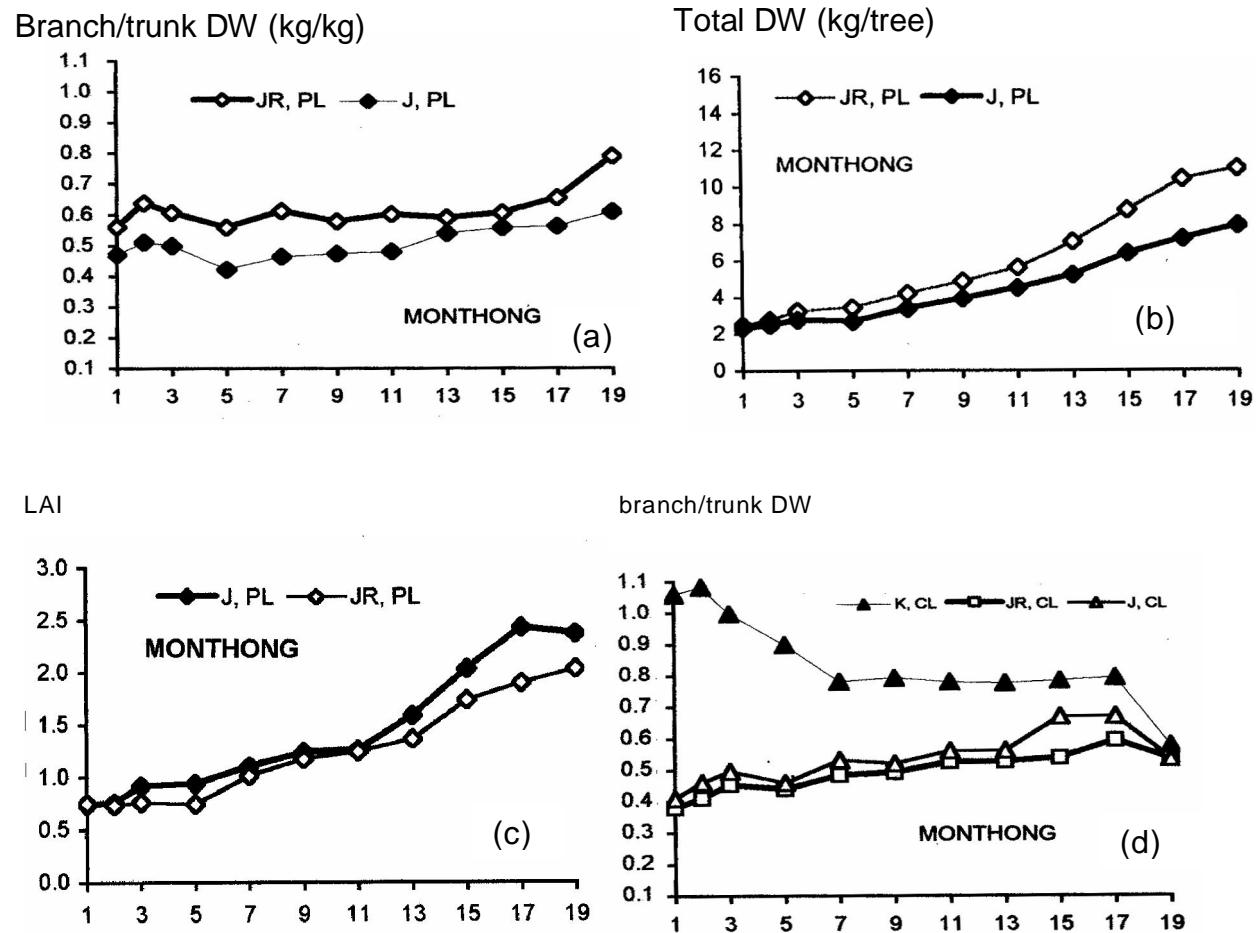 Branch/trunk DW (kg/kg)
1.1
1.0
0.9
0.8
0.7
0.6
0.5
0.4
0.3
0.2
0.1
JR, PL J, PL
MONTHONG
(a)
1 3 5 7 9 11 13 15 17 19
Total DW (kg/tree)
16
14
12
10
8
6
4
2
0
JR, PL J, PL
MONTHONG
(b)
1 3 5 7 9 11 13 15 17 19
LAI
3.0
2.5
2.0
1.5
1.0
0.5
0.0
J, PL JR, PL
MONTHONG
(c)
1 3 5 7 9 11 13 15 17 19
branch/trunk DW
1.1
1.0
0.9
0.8
0.7
0.6
0.5
0.4
0.3
0.2
0.1
K, CL JR, CL J, CL
MONTHONG
(d)
1 3 5 7 9 11 13 15 17 19